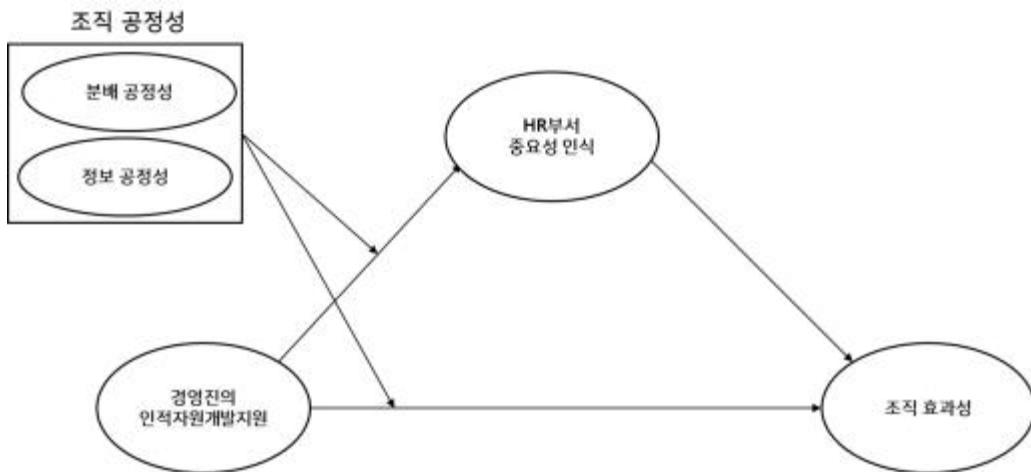 조직 공정성
분배 공정성
정보 공정성
HR부서
중요성 인식
경영진의
인적자원개발지원
조직 효과성